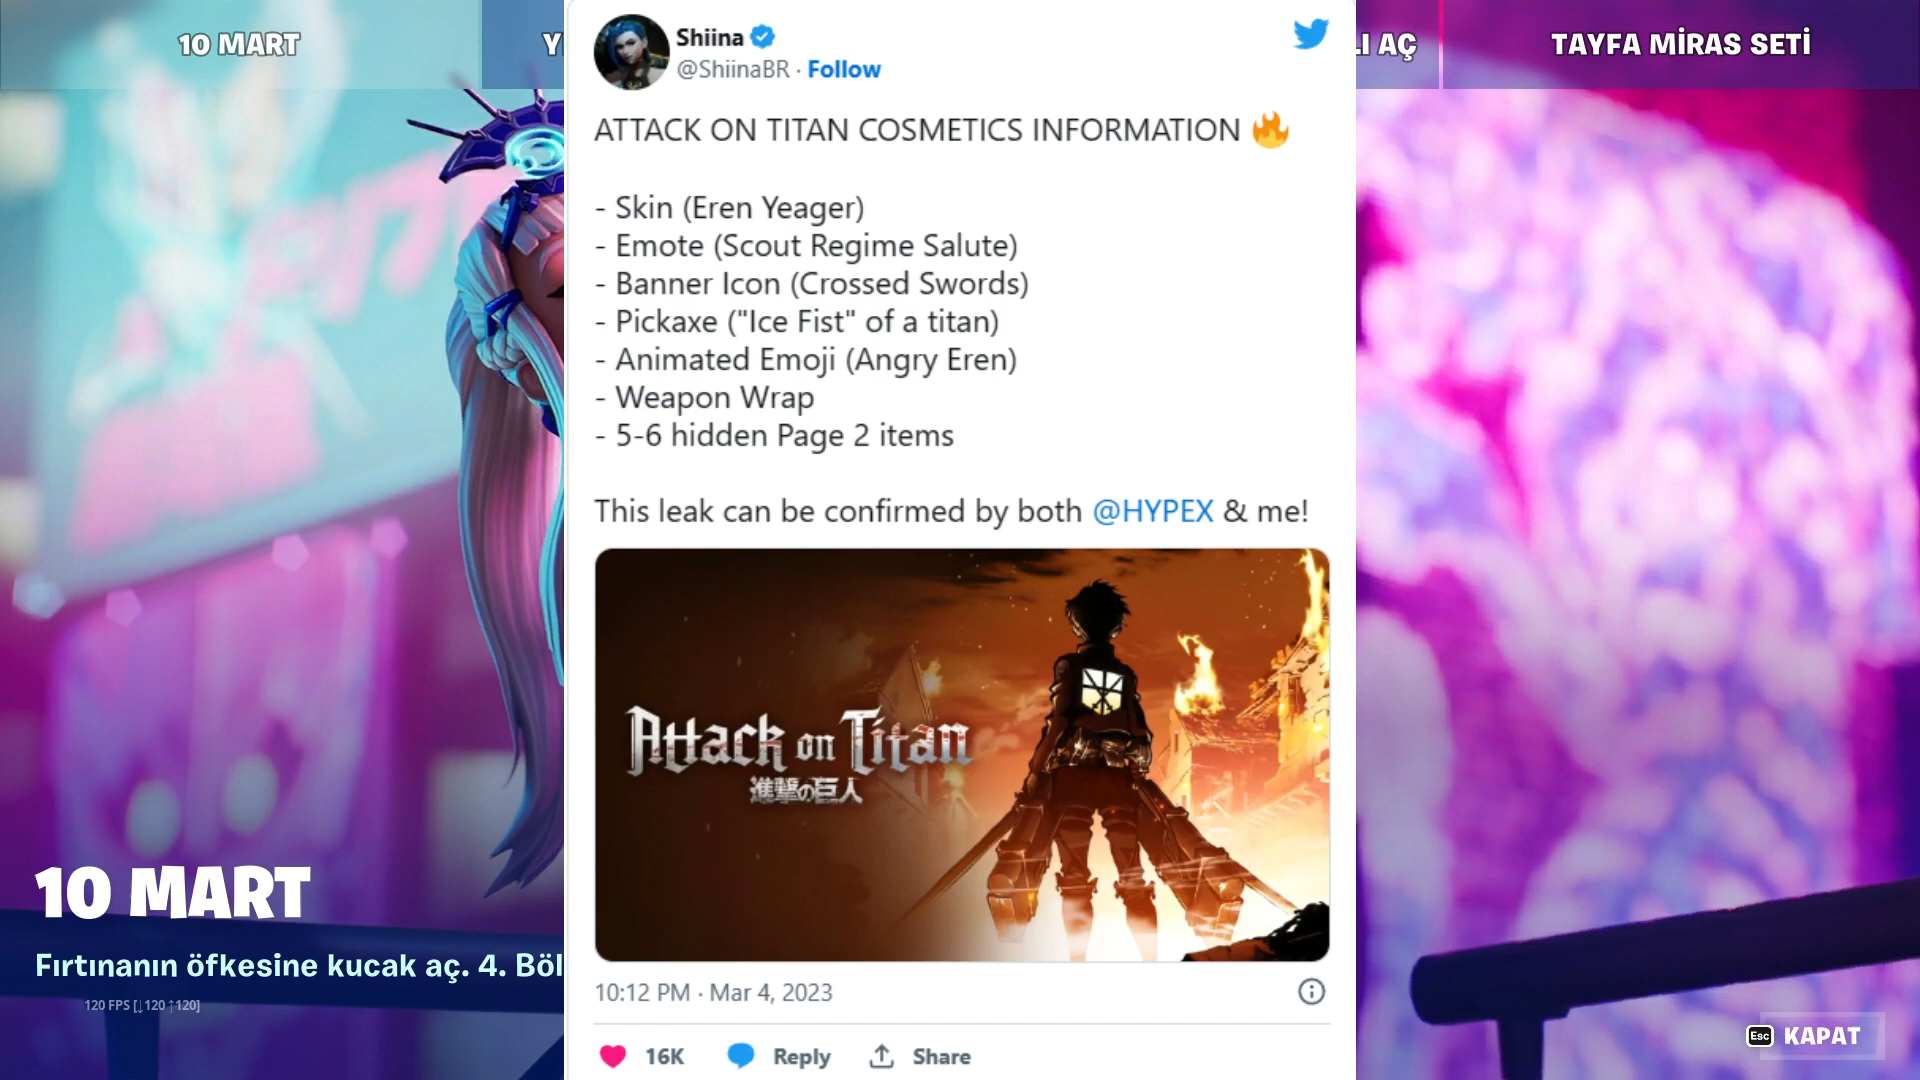 10 MART
LI AÇ
TAYFA MİRAS SETİ
Shiina
@ShiinaBR · Follow
ATTACK ON TITAN COSMETICS INFORMATION 🔥
- Skin (Eren Yeager)
- Emote (Scout Regime Salute)
- Banner Icon (Crossed Swords)
- Pickaxe ("Ice Fist" of a titan)
- Animated Emoji (Angry Eren)
- Weapon Wrap
- 5-6 hidden Page 2 items
This leak can be confirmed by both @HYPEX & me!
Attack on Titan
進撃の巨人
10:12 PM · Mar 4, 2023
16K Reply Share
10 MART
Fırtınanın öfkesine kucak aç. 4. Böl
120 FPS [↓120 ↑120]
Esc KAPAT